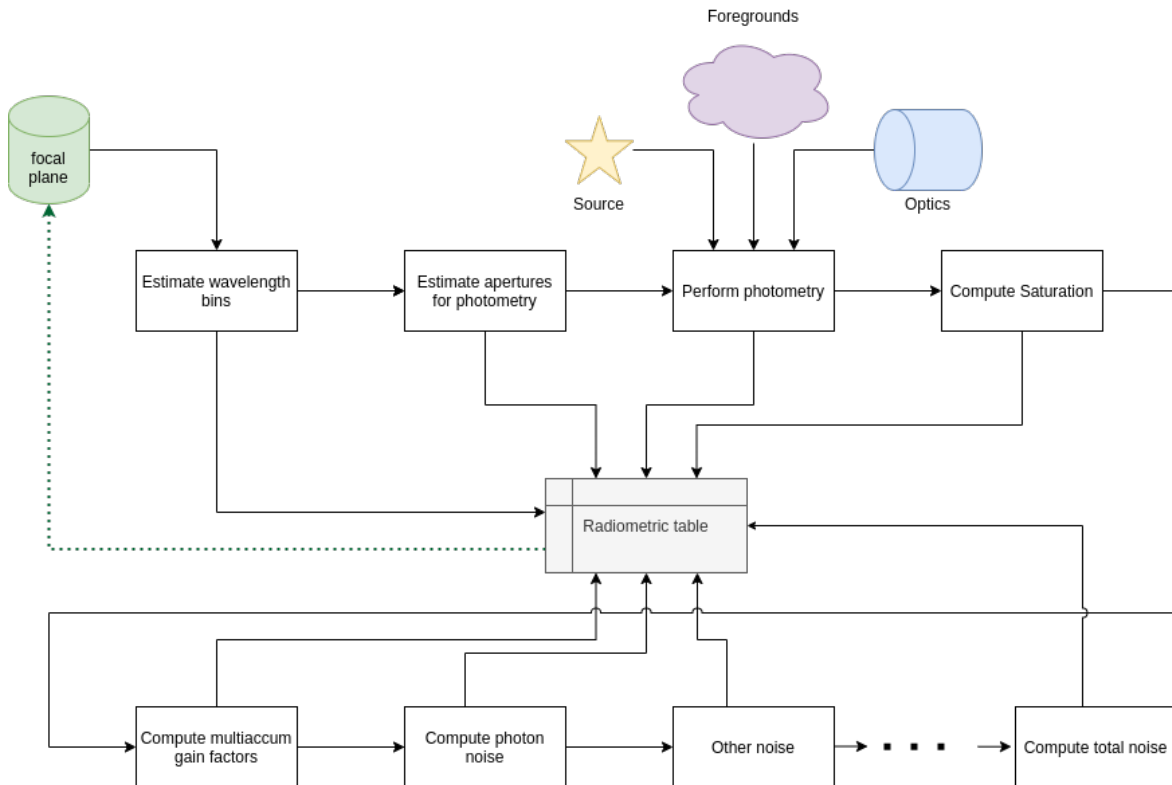 Foregrounds
focal
plane
Source
Optics
Estimate wavelength
bins
Estimate apertures
for photometry
Perform photometry
Compute Saturation
Radiometric table
Compute multiaccum
gain factors
Compute photon
noise
Other noise
Compute total noise